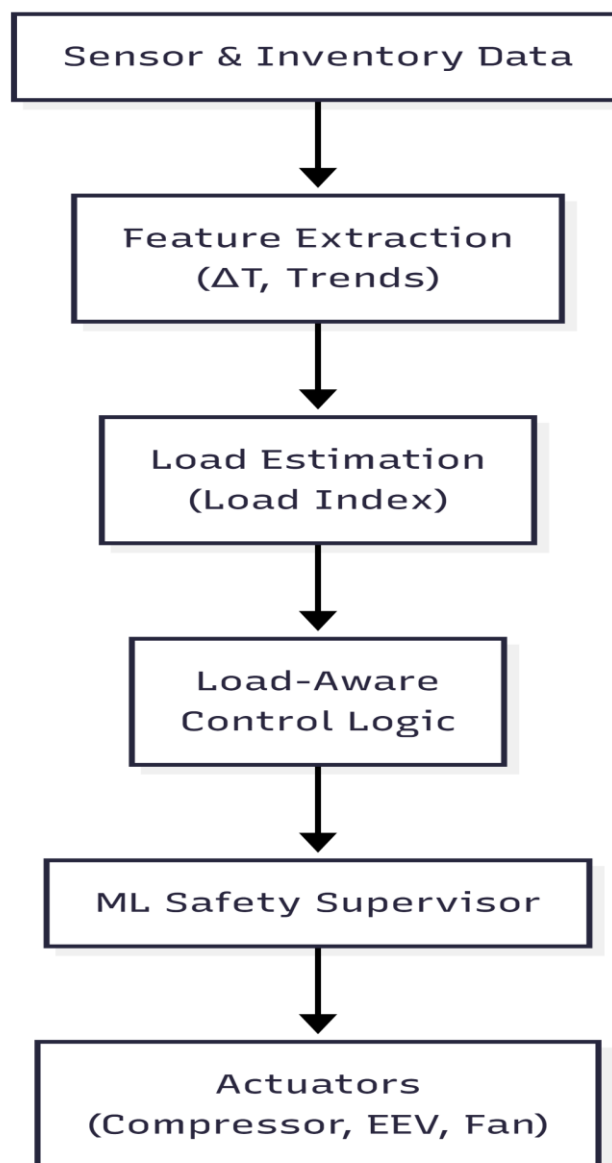 Sensor & Inventory Data
Feature Extraction
(ΔT, Trends)
Load Estimation
(Load Index)
Load-Aware
Control Logic
ML Safety Supervisor
Actuators
(Compressor, EEV, Fan)